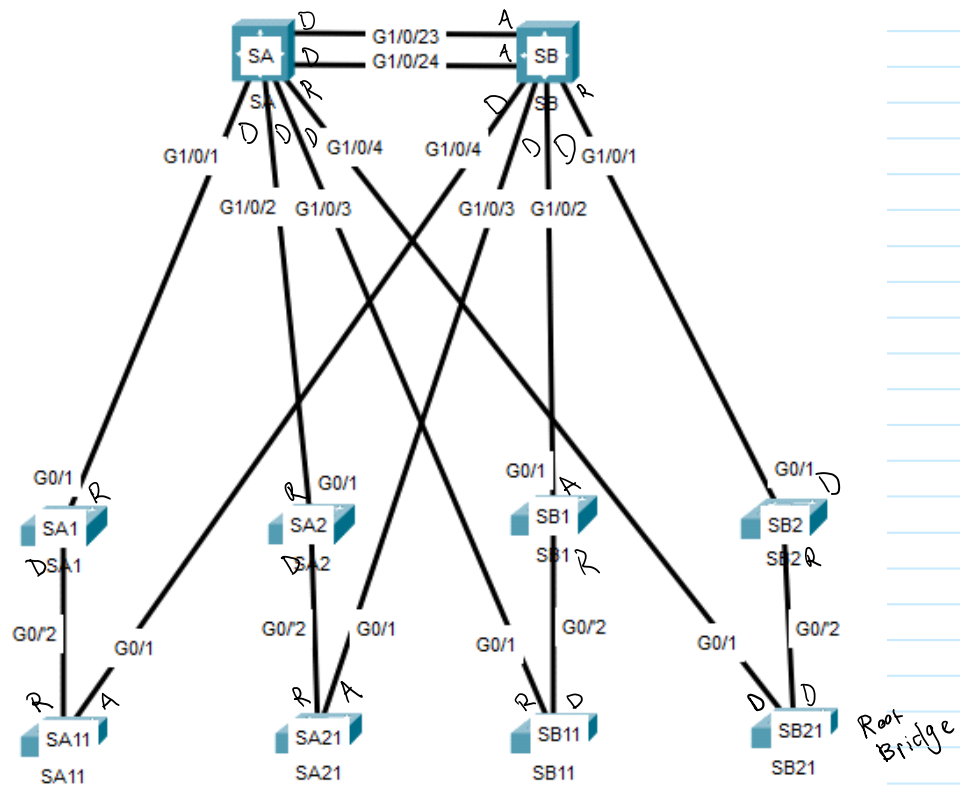 D A
G1/0/23
SA SB
D A
G1/0/24
SA R D SB R
D D D D D
G1/0/1 G1/0/4 G1/0/4 G1/0/1
G1/0/2 G1/0/3 G1/0/3 G1/0/2
G0/1 R R G0/1 G0/1 A G0/1 D
SA1 SA2 SB1 SB2
D SA1 D SA2 SB1 R SB2 R
G0/'2 G0/1 G0/'2 G0/1 G0/1 G0/'2 G0/1 G0/'2
R A R A R D D D
SA11 SA21 SB11 SB21
Root
Bridge
SA11 SA21 SB11 SB21